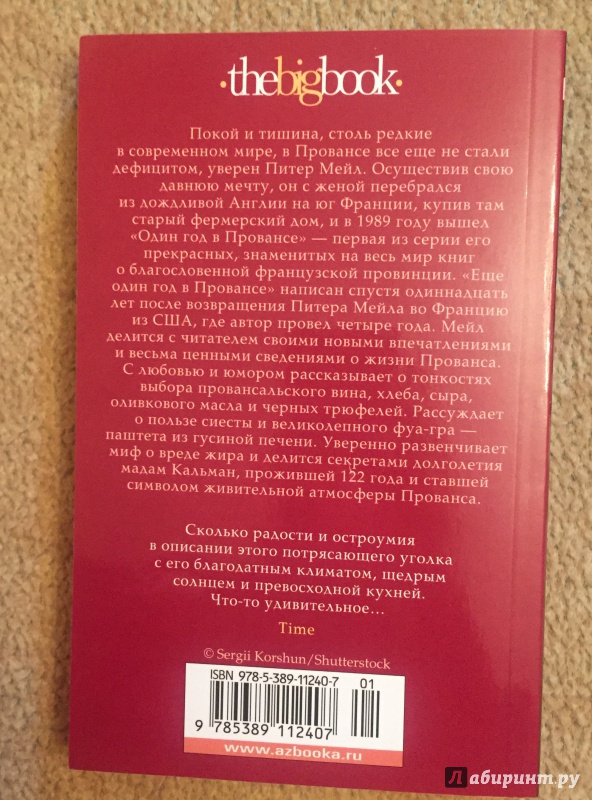 ·thebigbook·
Покой и тишина, столь редкие
в современном мире, в Провансе все еще не стали
дефицитом, уверен Питер Мейл. Осуществив свою
давнюю мечту, он с женой перебрался
из дождливой Англии на юг Франции, купив там
старый фермерский дом, и в 1989 году вышел
«Один год в Провансе» — первая из серии его
прекрасных, знаменитых на весь мир книг
о благословенной французской провинции. «Еще
один год в Провансе» написан спустя одиннадцать
лет после возвращения Питера Мейла во Францию
из США, где автор провел четыре года. Мейл
делится с читателем своими новыми впечатлениями
и весьма ценными сведениями о жизни Прованса.
С любовью и юмором рассказывает о тонкостях
выбора провансальского вина, хлеба, сыра,
оливкового масла и черных трюфелей. Рассуждает
о пользе сиесты и великолепного фуа-гра —
паштета из гусиной печени. Уверенно развенчивает
миф о вреде жира и делится секретами долголетия
мадам Кальман, прожившей 122 года и ставшей
символом живительной атмосферы Прованса.
Сколько радости и остроумия
в описании этого потрясающего уголка
с его благодатным климатом, щедрым
солнцем и превосходной кухней.
Что-то удивительное...
Time
© Sergii Korshun/Shutterstock
ISBN 978-5-389-11240-7
01
9 785389 112407
www.azbooka.ru
Лабиринт.ру